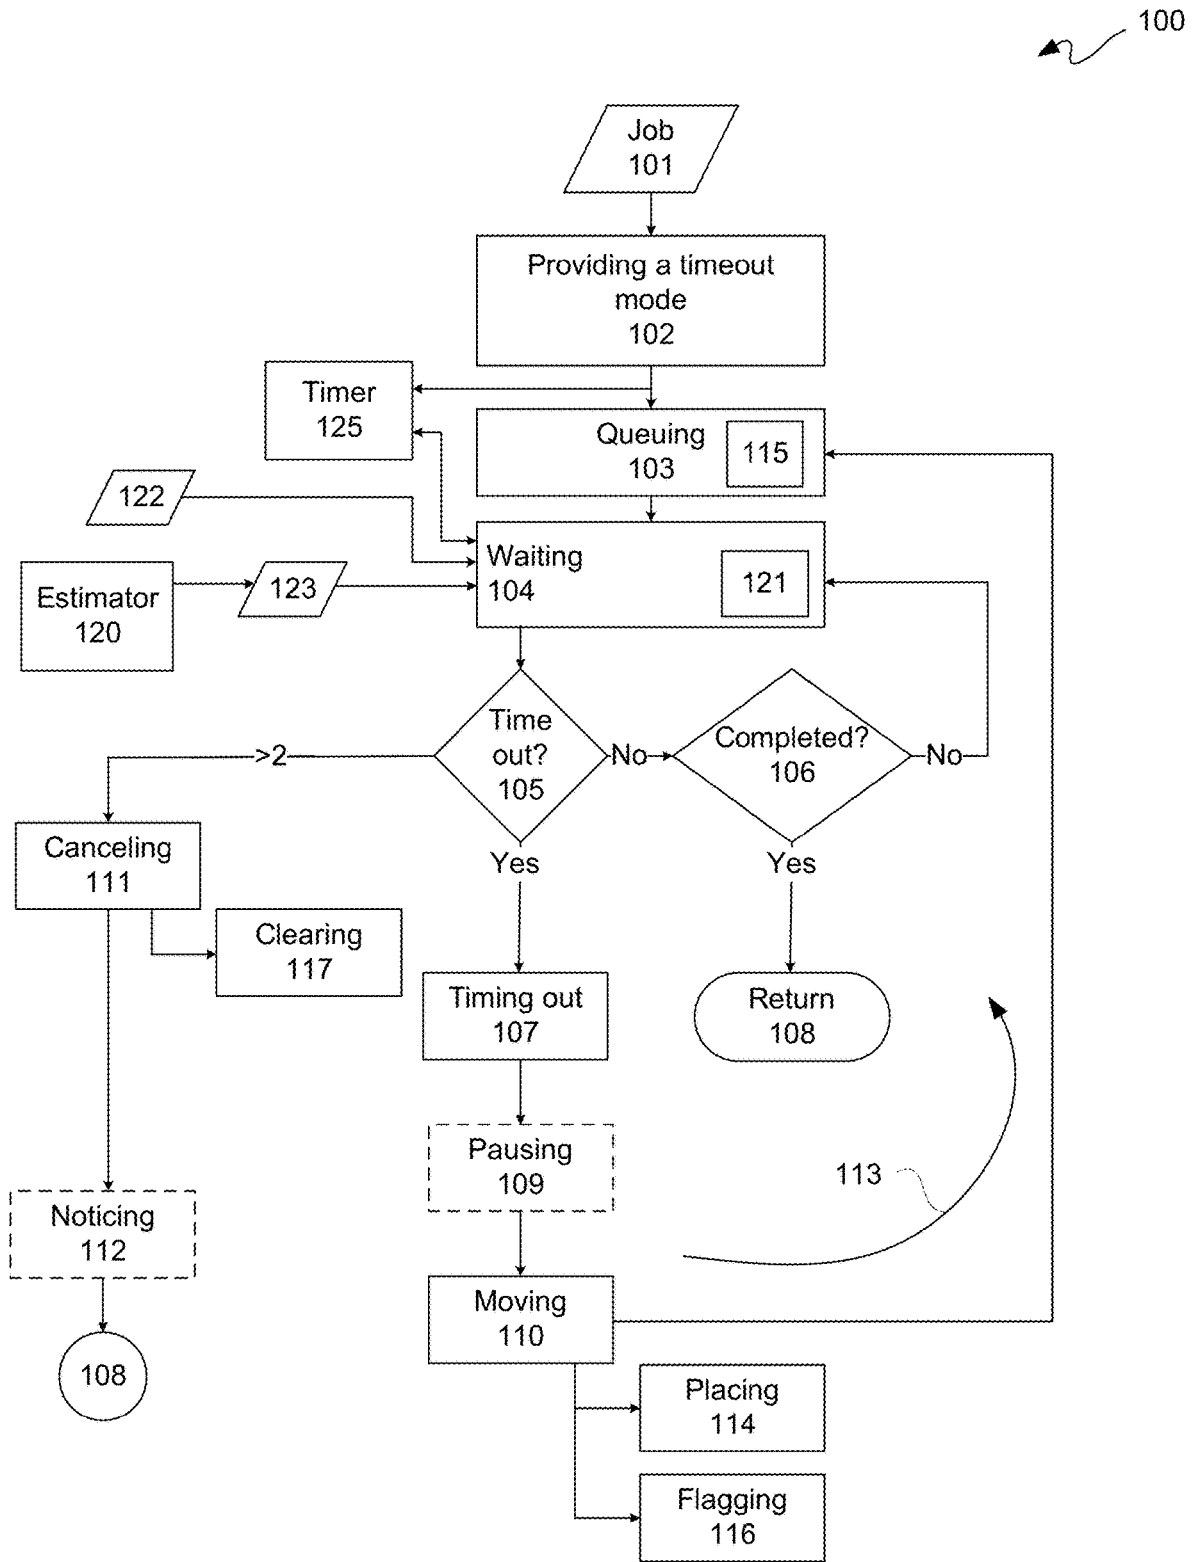 100
Job
101
Providing a timeout
mode
102
Timer
125
Queuing
103
115
122
Waiting
104
121
Estimator
120
123
Time
out?
105
>2
No
Completed?
106
No
Canceling
111
Yes
Yes
Clearing
117
Timing out
107
Return
108
Pausing
109
113
Noticing
112
Moving
110
108
Placing
114
Flagging
116